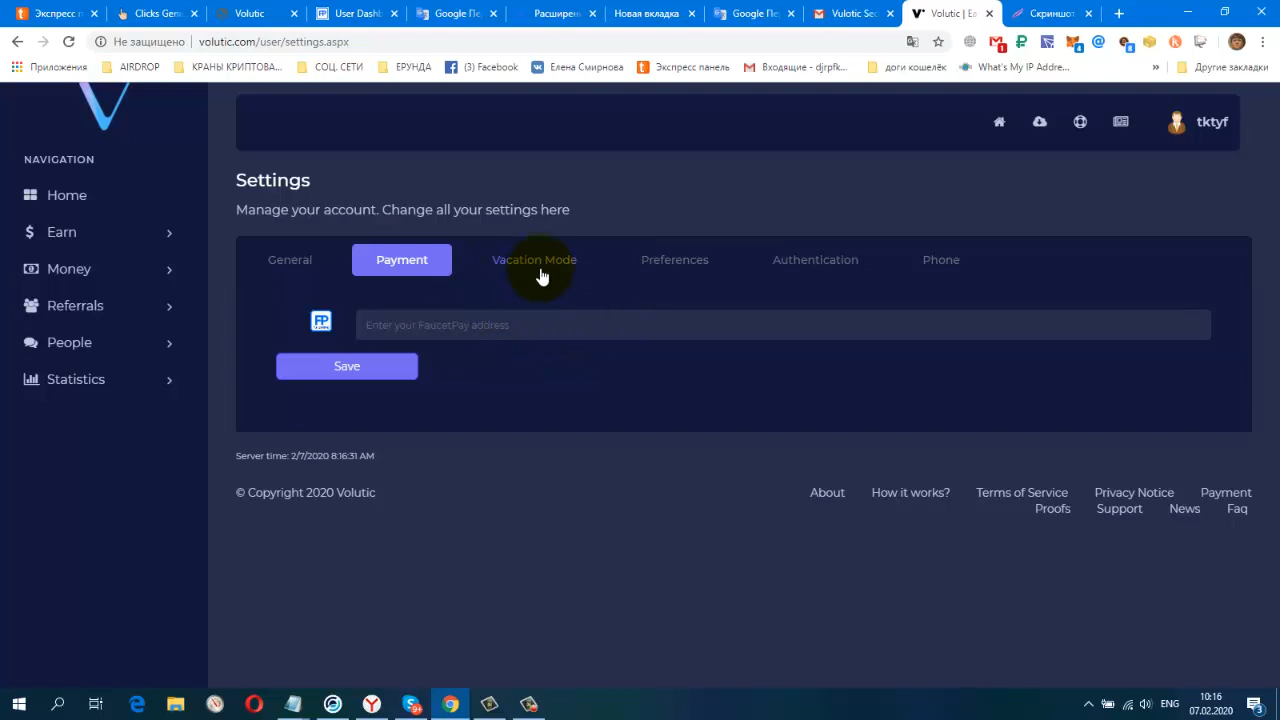 Экспресс п
Clicks Gen
Volutic
User Dashb
Google Пе
Расширен
Новая вкладка
Google Пе
Vulotic Sec
Volutic | Ea
Скриншот
Не защищено
volutic.com/user/settings.aspx
Приложения
AIRDROP
КРАНЫ КРИПТОВА...
СОЦ. СЕТИ
ЕРУНДА
(3) Facebook
Елена Смирнова
Экспресс панель
Входящие - djrpfk...
доги кошелёк
What's My IP Addre...
»
Другие закладки
tktyf
NAVIGATION
Home
Earn
Money
Referrals
People
Statistics
Settings
Manage your account. Change all your settings here
General
Payment
Vacation Mode
Preferences
Authentication
Phone
FP
Enter your FaucetPay address
Save
Server time: 2/7/2020 8:16:31 AM
© Copyright 2020 Volutic
About
How it works?
Terms of Service
Privacy Notice
Payment
Proofs
Support
News
Faq
ENG
10:16
07.02.2020